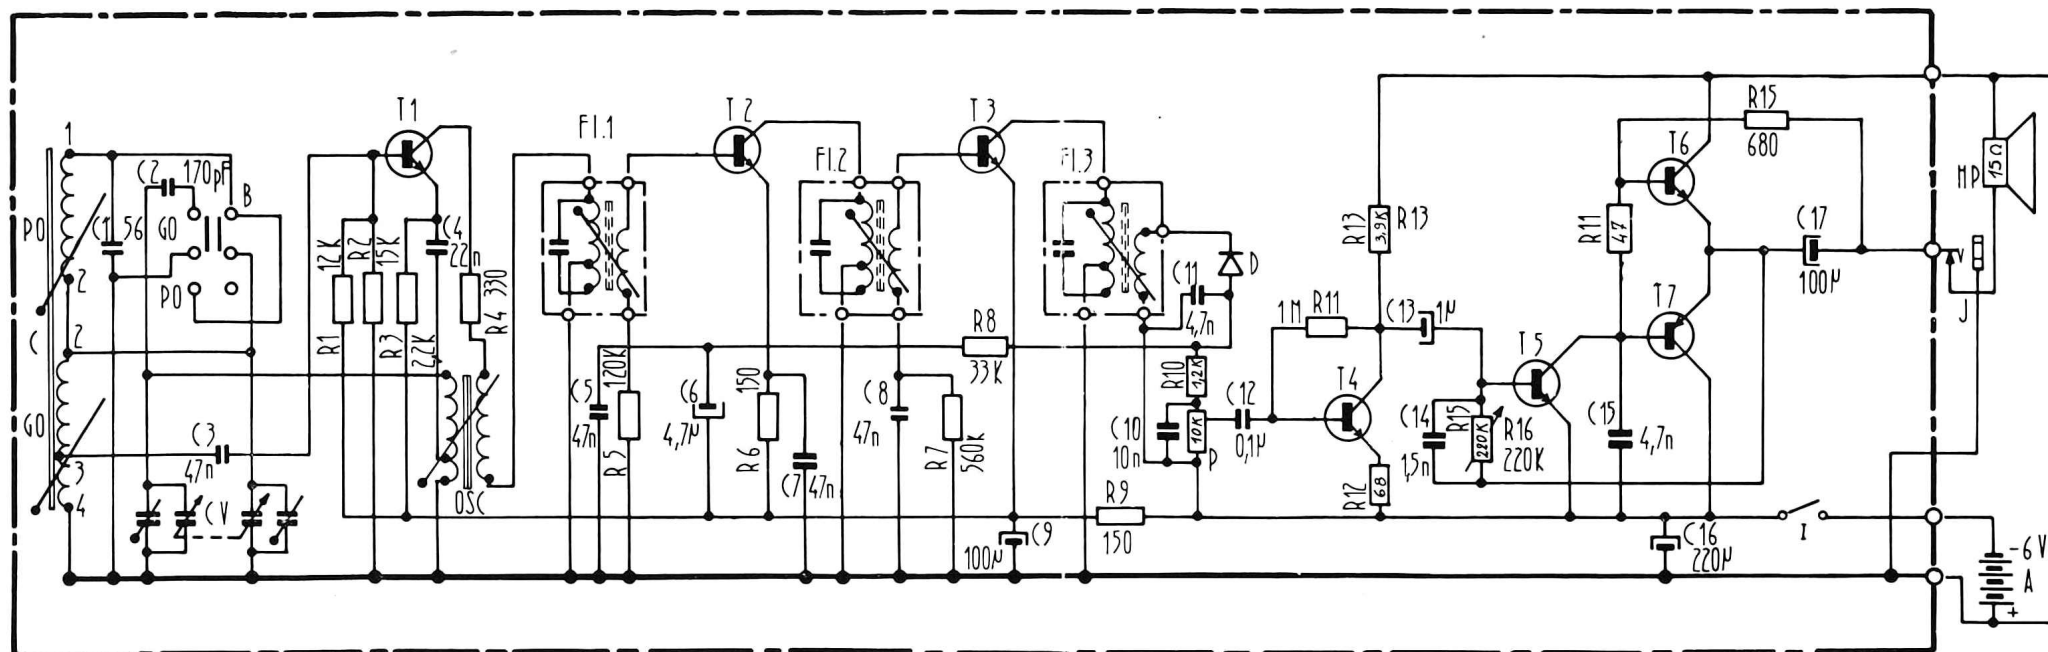 1
PO
C
2
2
GO
3
4
C1
56
C2
170pF
B
GO
PO
C3
47n
CV
T1
R1
12K
R2
15K
R3
2,2K
C4
22n
R4 330
OSC
FI.1
C5
47n
R5
120K
T2
C6
4,7µ
R6
150
C7
47n
FI.2
C8
47n
R7
560K
T3
R8
33K
C9
100µ
R9
150
FI.3
C11
4,7n
D
R10
1,2K
C10
10n
10K
P
C12
0,1µ
1M
R11
R13
3,9K
R13
C13
1µ
T4
R12
68
C14
1,5n
R15
220K
R16
220K
T5
C15
4,7n
R11
47
T6
T7
R15
680
C17
100µ
C16
220µ
I
V
J
HP
15Ω
-6V
A
+